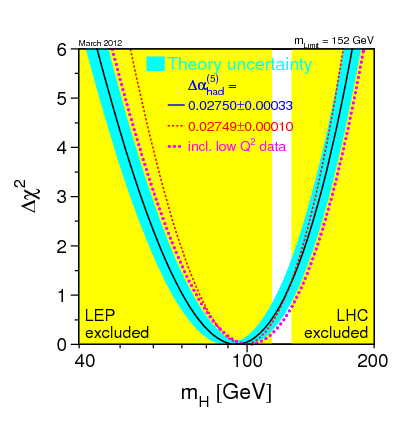 March 2012
m_Limit = 152 GeV
Theory uncertainty
Δα_had^(5) =
0.02750±0.00033
0.02749±0.00010
incl. low Q² data
Δχ²
6
5
4
3
2
1
0
LEP excluded
LHC excluded
40
100
200
m_H [GeV]